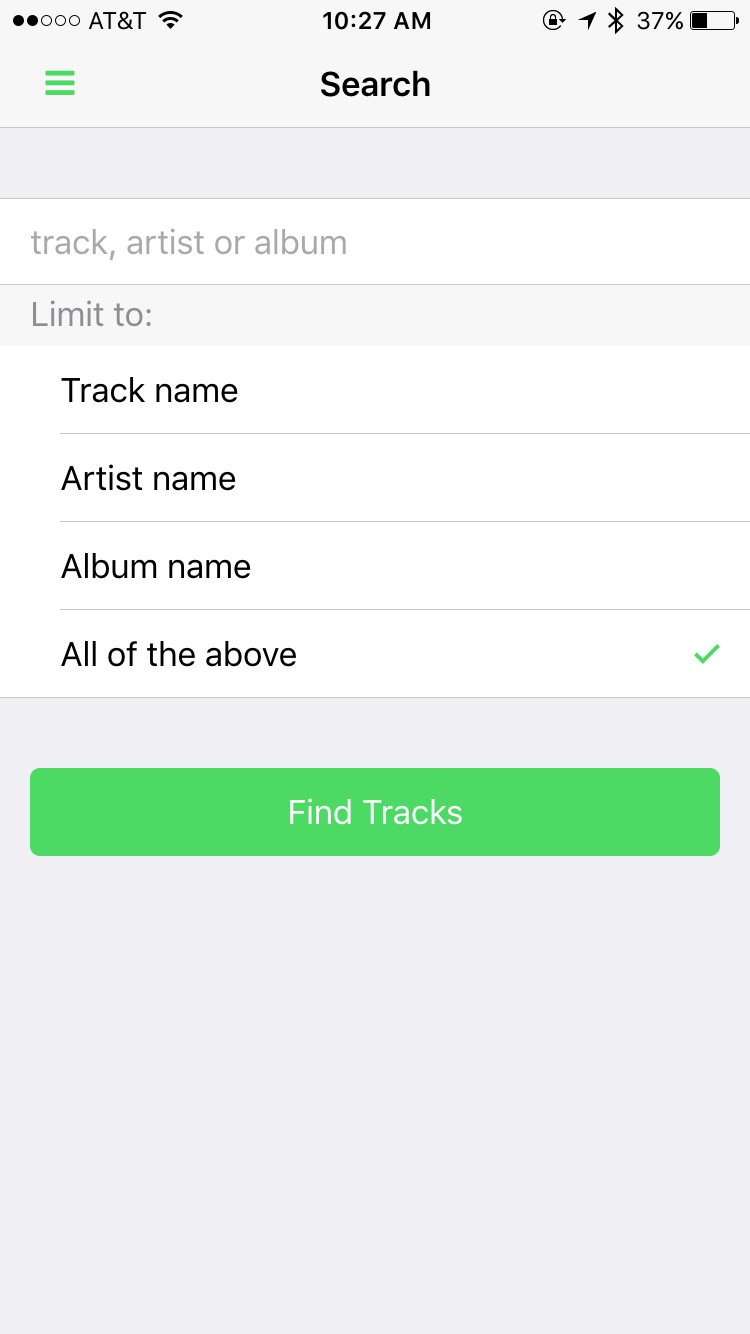 AT&T 10:27 AM 37%
Search
track, artist or album
Limit to:
Track name
Artist name
Album name
All of the above
Find Tracks